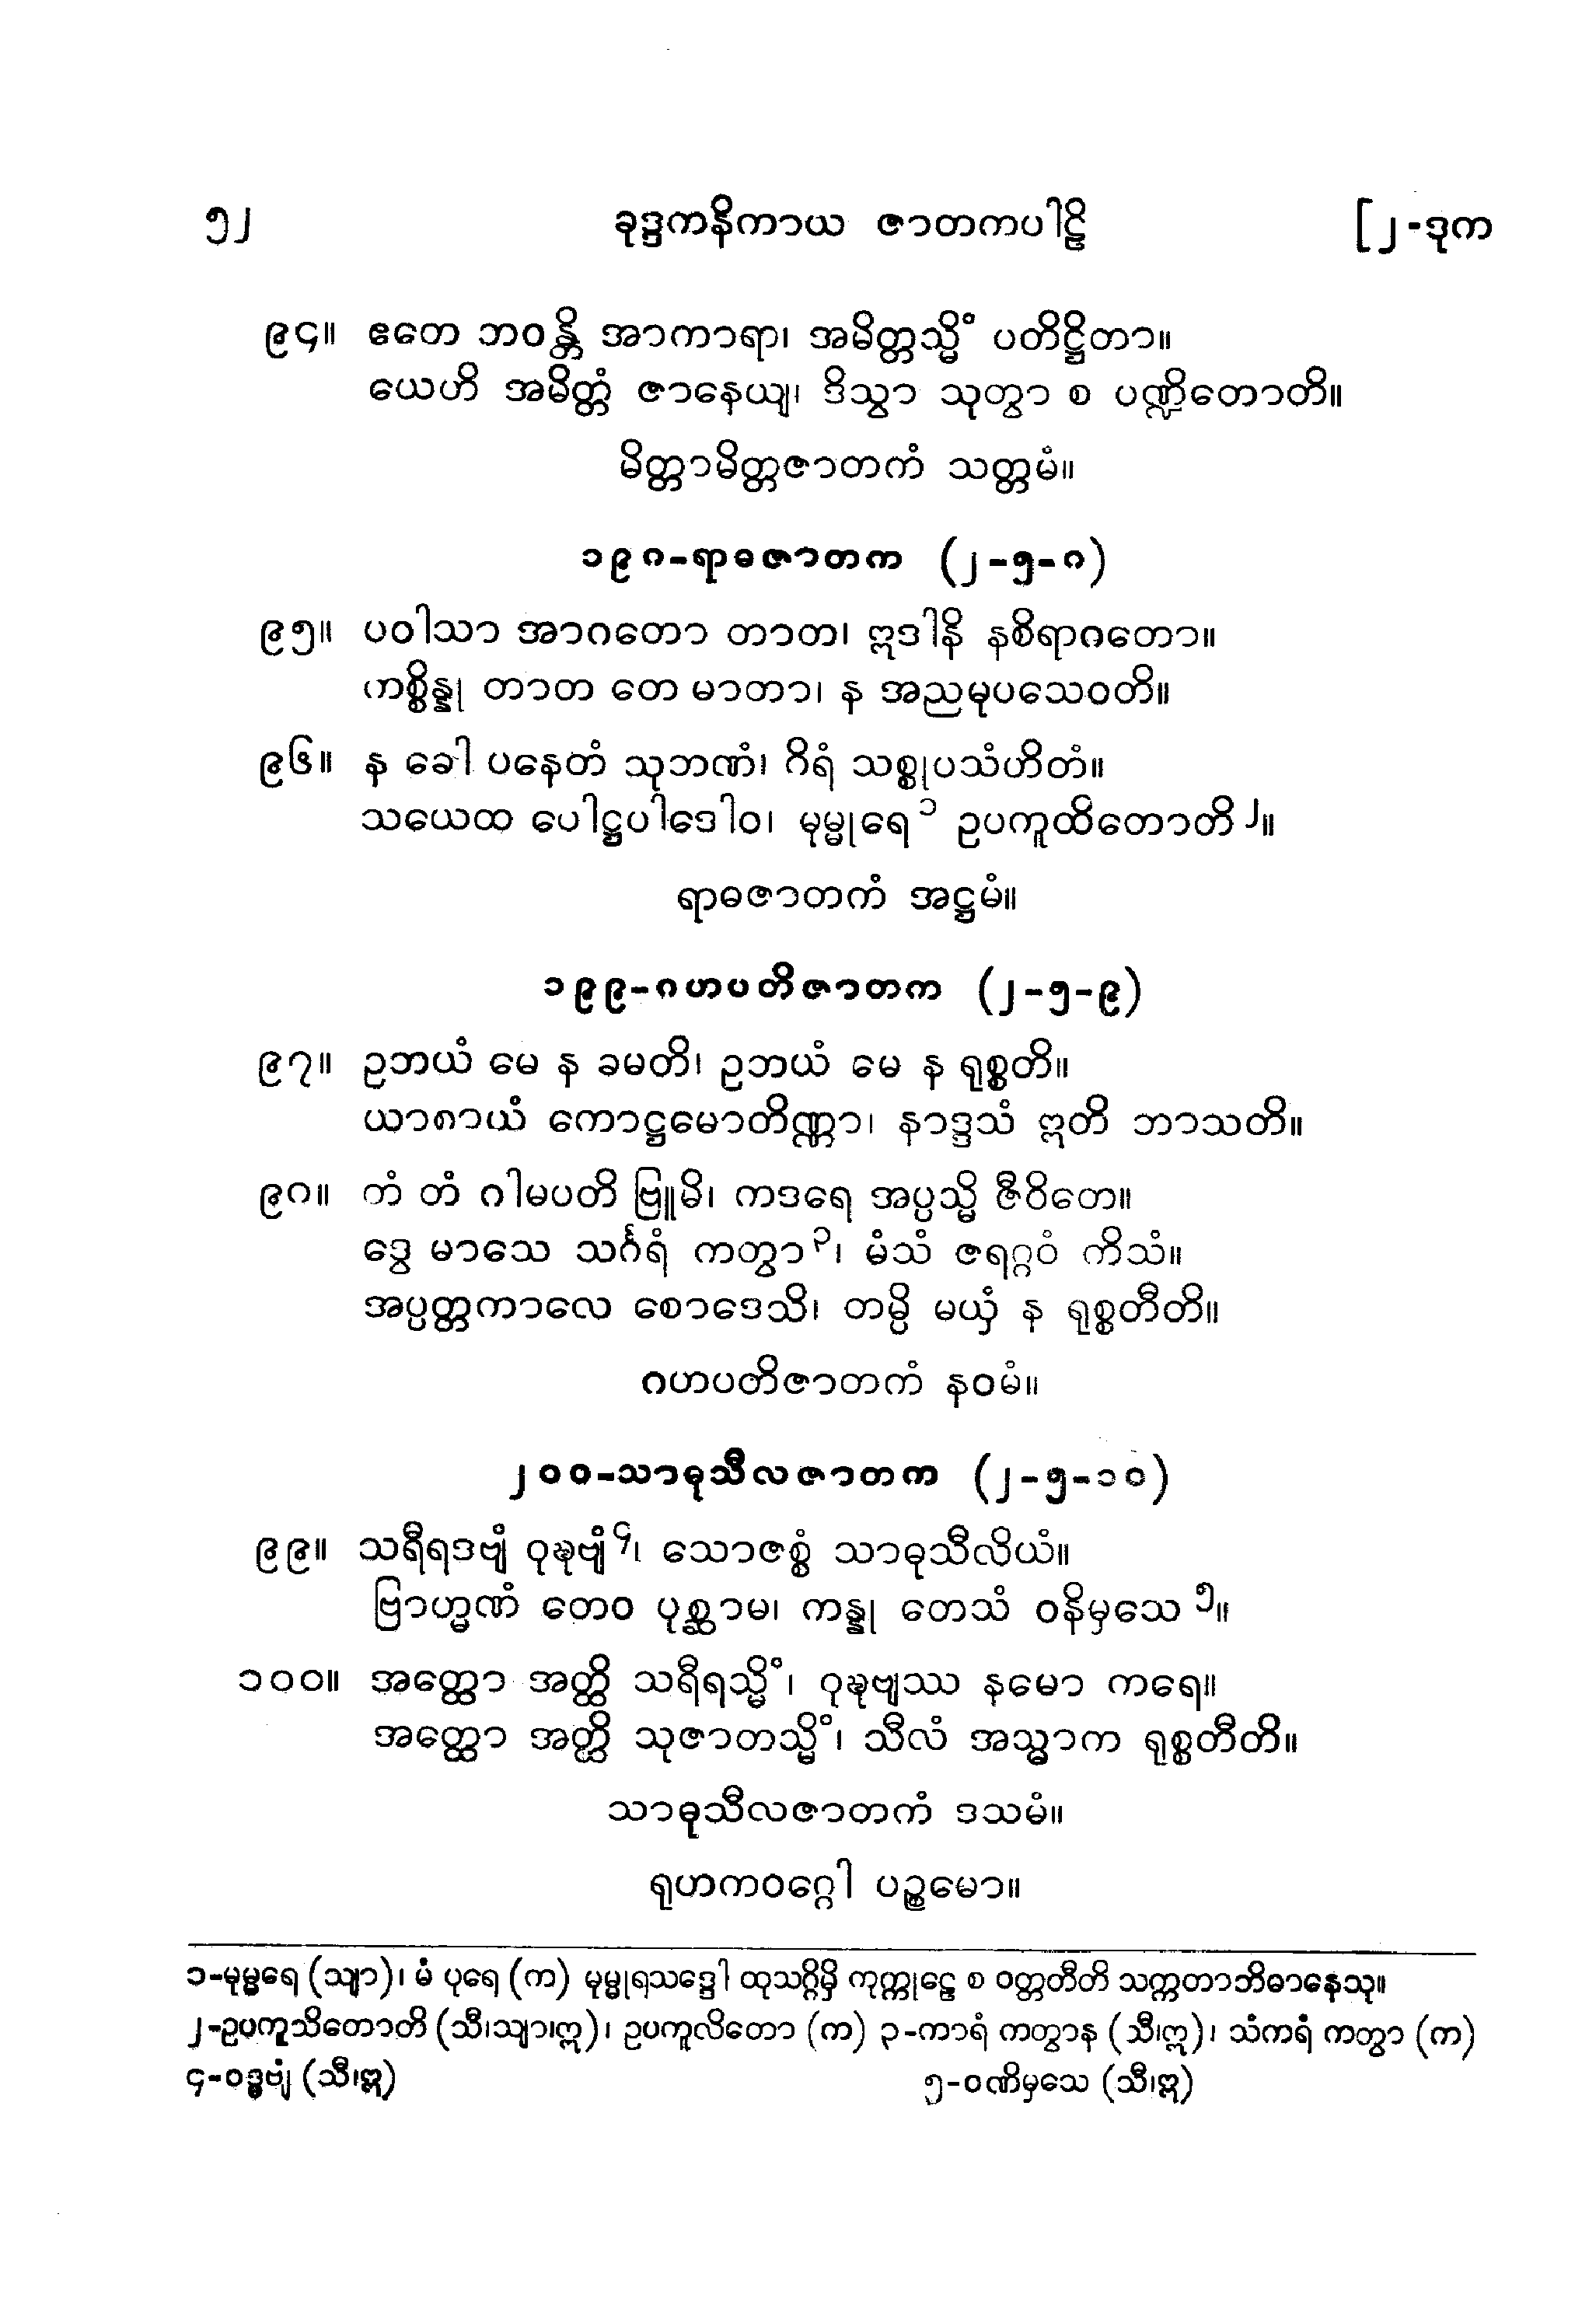 ၅၂ ခုဒ္ဒကနိကာယ ဇာတကပါဠိ [၂-ဒုက
၉၄။ ဧတေ ဘဝန္တိ အာကာရာ၊ အမိတ္တသ္မိံ ပတိဋ္ဌိတာ။
ယေဟိ အမိတ္တံ ဇာနေယျ၊ ဒိသွာ သုတွာ စ ပဏ္ဍိတောတိ။
မိတ္တာမိတ္တဇာတကံ သတ္တမံ။
၁၉၈-ရာဓဇာတက (၂-၅-၈)
၉၅။ ပဝါသာ အာဂတော တာတ၊ ဣဒါနိ နစိရာဂတော။
ကစ္စိန္နု တာတ တေ မာတာ၊ န အညမုပသေဝတိ။
၉၆။ န ခေါ ပနေတံ သုဘဏံ၊ ဂိရံ သစ္စုပသံဟိတံ။
သယေထ ပေါဋ္ဌပါဒေါဝ၊ မုမ္မုရေ ၁ ဥပကူထိတောတိ ၂။
ရာဓဇာတကံ အဋ္ဌမံ။
၁၉၉-ဂဟပတိဇာတက (၂-၅-၉)
၉၇။ ဥဘယံ မေ န ခမတိ၊ ဥဘယံ မေ န ရုစ္စတိ။
ယာစာယံ ကောဋ္ဌမောတိဏ္ဏာ၊ နာဒ္ဒသံ ဣတိ ဘာသတိ။
၉၈။ တံ တံ ဂါမပတိ ဗြူမိ၊ ကဒရေ အပ္ပသ္မိ ဇီဝိတေ။
ဒွေ မာသေ သင်္ဂရံ ကတွာ ၃၊ မံသံ ဇရဂ္ဂဝံ ကိသံ။
အပ္ပတ္တကာလေ စောဒေသိ၊ တမ္ပိ မယှံ န ရုစ္စတီတိ။
ဂဟပတိဇာတကံ နဝမံ။
၂၀၀-သာဓုသီလဇာတက (၂-၅-၁၀)
၉၉။ သရီရဒဗျံ ဝုဍ္ဎဗျံ ၄၊ သောဇစ္စံ သာဓုသီလိယံ။
ဗြာဟ္မဏံ တေဝ ပုစ္ဆာမ၊ ကန္နု တေသံ ဝနိမှသေ ၅။
၁၀၀။ အတ္ထော အတ္ထိ သရီရသ္မိံ၊ ဝုဍ္ဎဗျဿ နမော ကရေ။
အတ္ထော အတ္ထိ သုဇာတသ္မိံ၊ သီလံ အသ္မာက ရုစ္စတီတိ။
သာဓုသီလဇာတကံ ဒသမံ။
ရုဟကဝဂ္ဂေါ ပဉ္စမော။
၁-မုမ္မရေ (သျာ)၊ မံ ပုရေ (က) မုမ္မုရသဒ္ဒေါ ထုသဂ္ဂိမှိ ကုက္ကုဠေ စ ဝတ္တတီတိ သက္ကတာဘိဓာနေသု။
၂-ဥပကူသိတောတိ (သီ၊သျာ၊ဣ)၊ ဥပကူလိတော (က) ၃-ကာရံ ကတွာန (သီ၊ဣ)၊ သံကရံ ကတွာ (က)
၄-ဝဒ္ဓဗျံ (သီ၊ဣ) ၅-ဝဏိမှသေ (သီ၊ဣ)